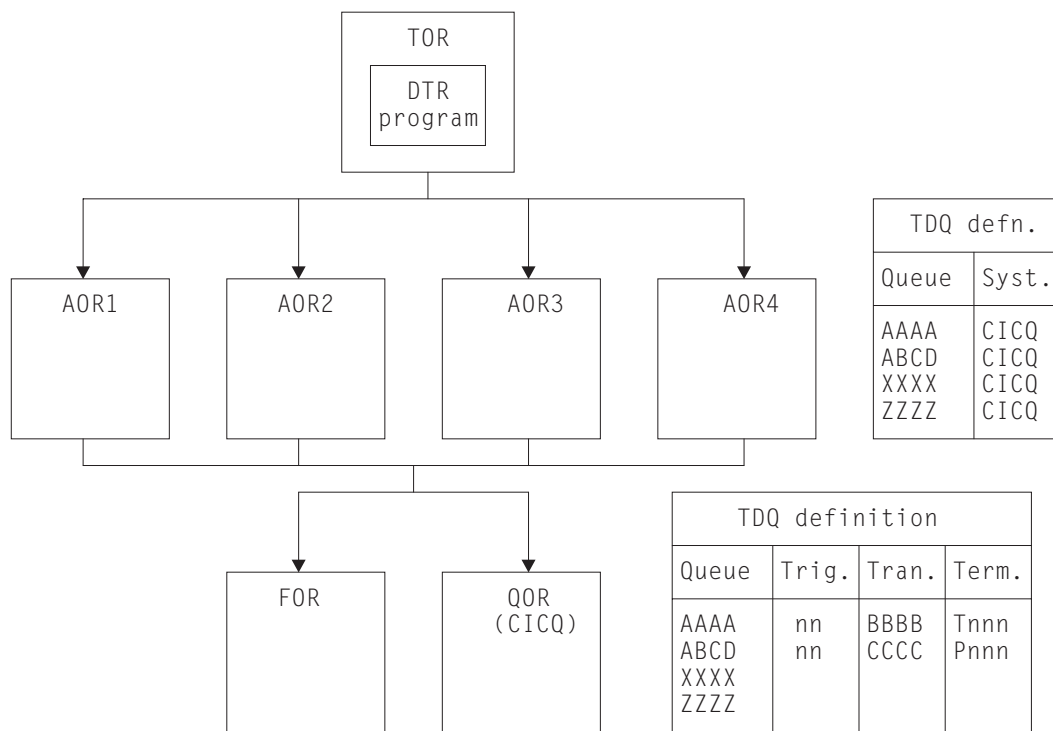 TOR
DTR
program
AOR1
AOR2
AOR3
AOR4
TDQ defn.
Queue Syst.
AAAA CICQ
ABCD CICQ
XXXX CICQ
ZZZZ CICQ
FOR
QOR
(CICQ)
TDQ definition
Queue Trig. Tran. Term.
AAAA nn BBBB Tnnn
ABCD nn CCCC Pnnn
XXXX
ZZZZ